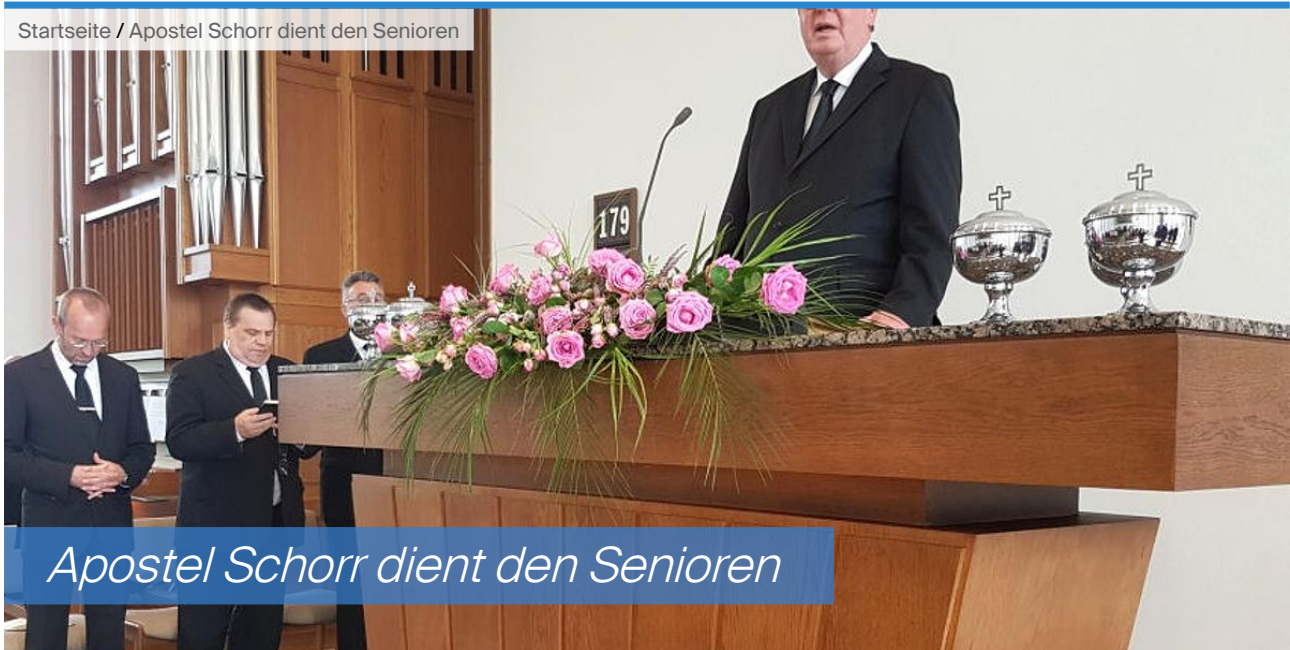 Startseite / Apostel Schorr dient den Senioren
179
Apostel Schorr dient den Senioren